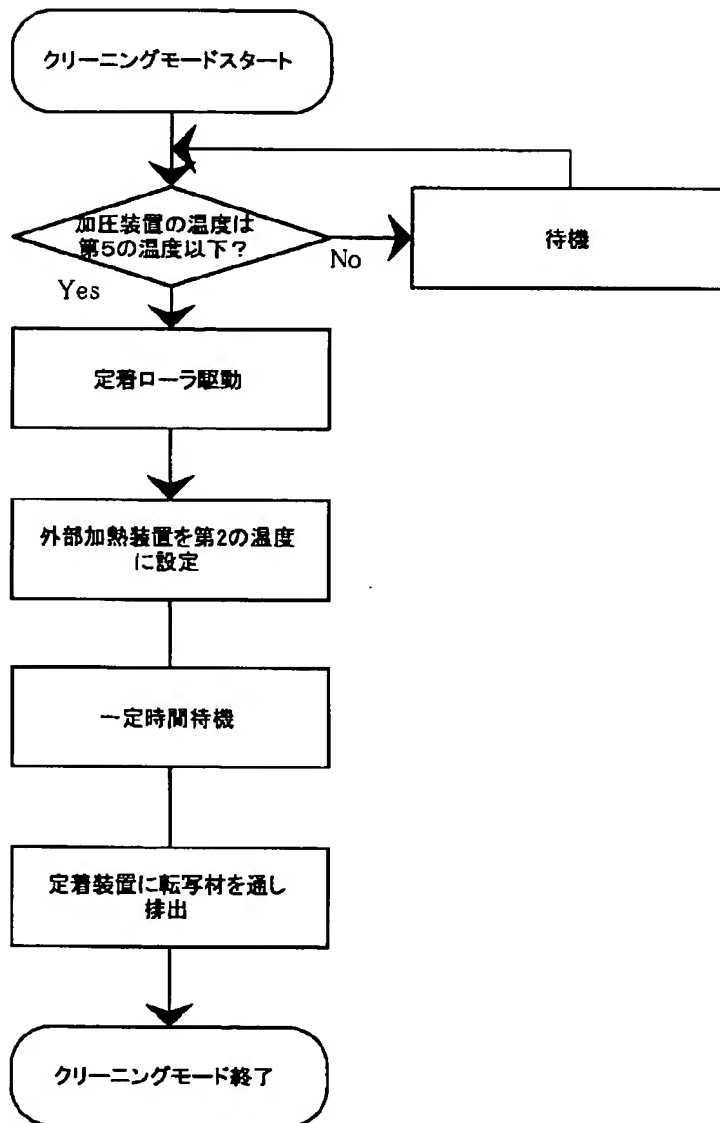 クリーニングモードスタート
加圧装置の温度は
第5の温度以下？
No
待機
Yes
定着ローラ駆動
外部加熱装置を第2の温度
に設定
一定時間待機
定着装置に転写材を通し
排出
クリーニングモード終了